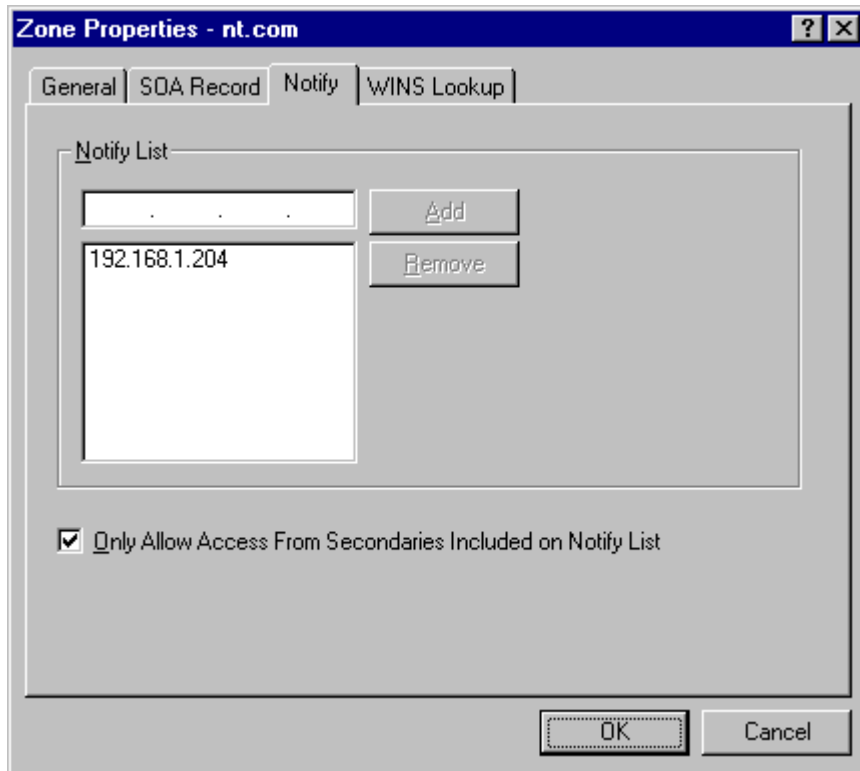 Zone Properties - nt.com
General SOA Record Notify WINS Lookup
Notify List
. . .
Add
192.168.1.204
Remove
Only Allow Access From Secondaries Included on Notify List
OK Cancel